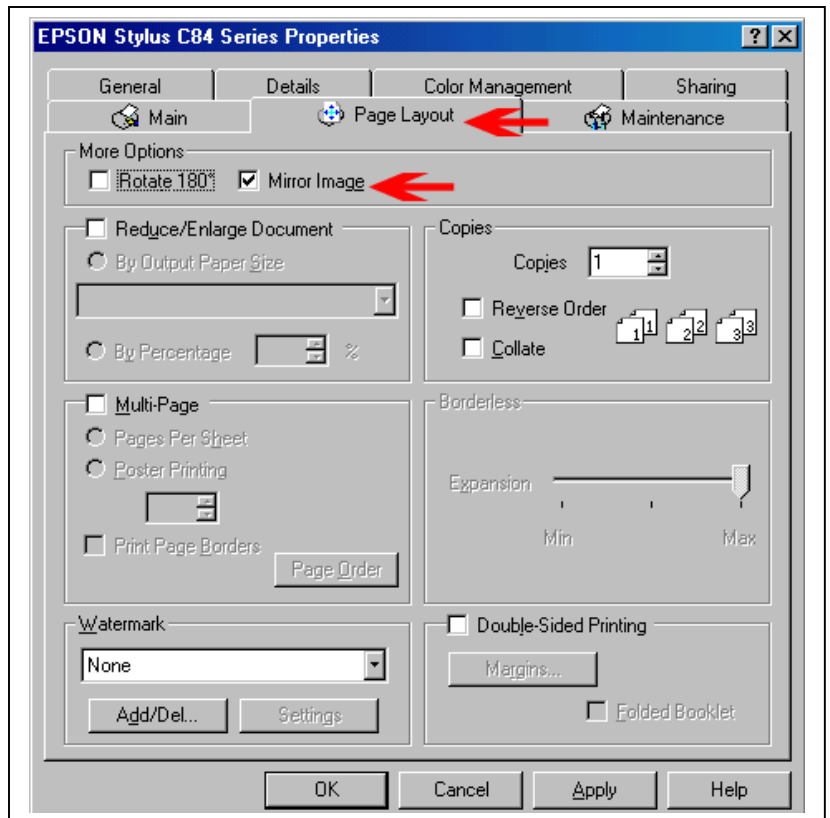 EPSON Stylus C84 Series Properties
General Details Color Management Sharing
Main Page Layout Maintenance
More Options
Rotate 180° Mirror Image
Reduce/Enlarge Document
By Output Paper Size
By Percentage %
Copies
Copies 1
Reverse Order
Collate
1 1 2 2 3 3
Multi-Page
Pages Per Sheet
Poster Printing
Print Page Borders
Page Order
Borderless
Expansion
Min Max
Watermark
None
Add/Del... Settings
Double-Sided Printing
Margins...
Folded Booklet
OK Cancel Apply Help